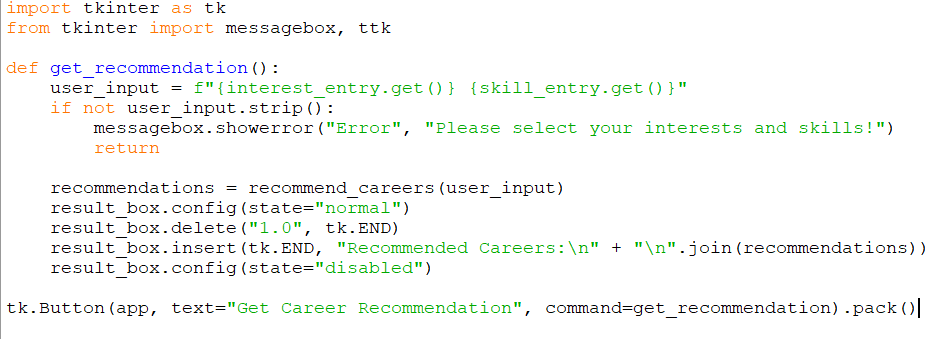 import tkinter as tk
from tkinter import messagebox, ttk

def get_recommendation():
    user_input = f"{interest_entry.get()} {skill_entry.get()}"
    if not user_input.strip():
        messagebox.showerror("Error", "Please select your interests and skills!")
        return

    recommendations = recommend_careers(user_input)
    result_box.config(state="normal")
    result_box.delete("1.0", tk.END)
    result_box.insert(tk.END, "Recommended Careers:\n" + "\n".join(recommendations))
    result_box.config(state="disabled")

tk.Button(app, text="Get Career Recommendation", command=get_recommendation).pack()